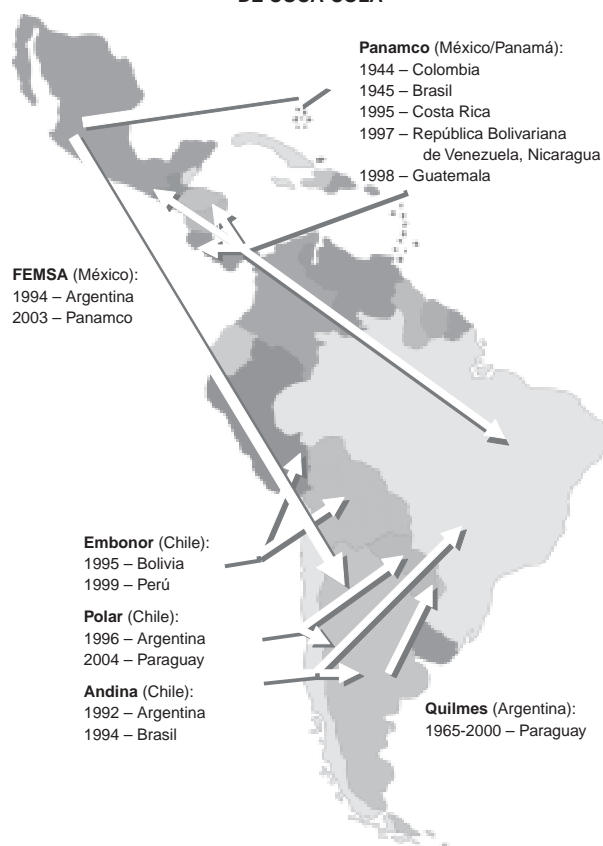 DE COCA-COLA
Panamco (México/Panamá):
1944 – Colombia
1945 – Brasil
1995 – Costa Rica
1997 – República Bolivariana
de Venezuela, Nicaragua
1998 – Guatemala
FEMSA (México):
1994 – Argentina
2003 – Panamco
Embonor (Chile):
1995 – Bolivia
1999 – Perú
Polar (Chile):
1996 – Argentina
2004 – Paraguay
Andina (Chile):
1992 – Argentina
1994 – Brasil
Quilmes (Argentina):
1965-2000 – Paraguay